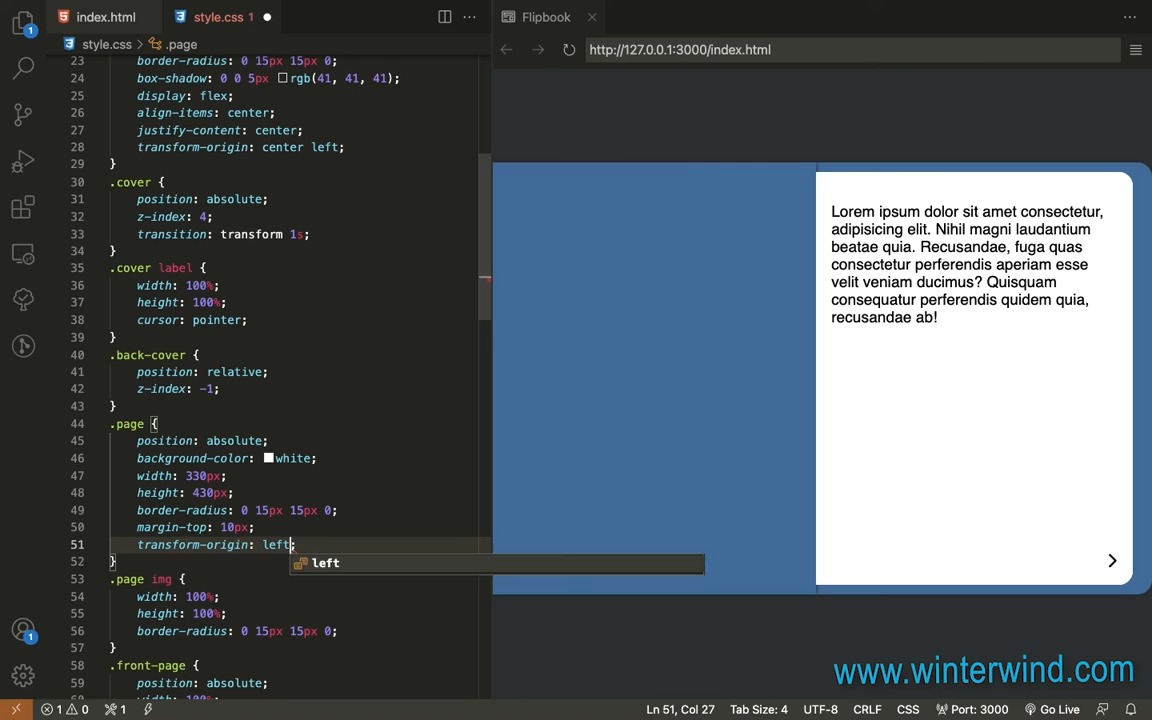 index.html
style.css 1
Flipbook
style.css > .page
http://127.0.0.1:3000/index.html
23 border-radius: 0 15px 15px 0;
24 box-shadow: 0 0 5px rgb(41, 41, 41);
25 display: flex;
26 align-items: center;
27 justify-content: center;
28 transform-origin: center left;
29 }
30 .cover {
31 position: absolute;
32 z-index: 4;
33 transition: transform 1s;
34 }
35 .cover label {
36 width: 100%;
37 height: 100%;
38 cursor: pointer;
39 }
40 .back-cover {
41 position: relative;
42 z-index: -1;
43 }
44 .page {
45 position: absolute;
46 background-color: white;
47 width: 330px;
48 height: 430px;
49 border-radius: 0 15px 15px 0;
50 margin-top: 10px;
51 transform-origin: left;
left
52 }
53 .page img {
54 width: 100%;
55 height: 100%;
56 border-radius: 0 15px 15px 0;
57 }
58 .front-page {
59 position: absolute;
Lorem ipsum dolor sit amet consectetur,
adipisicing elit. Nihil magni laudantium
beatae quia. Recusandae, fuga quas
consectetur perferendis aperiam esse
velit veniam ducimus? Quisquam
consequatur perferendis quidem quia,
recusandae ab!
www.winterwind.com
1
1
1 0 1
Ln 51, Col 27 Tab Size: 4 UTF-8 CRLF CSS Port: 3000 Go Live